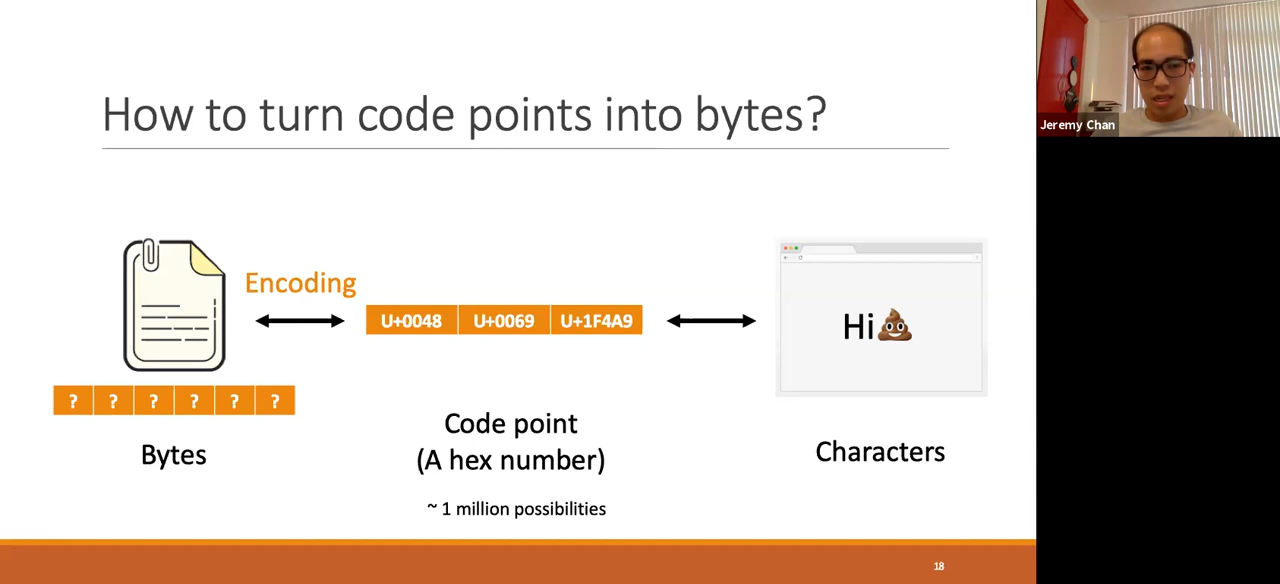 How to turn code points into bytes?
Jeremy Chan
Encoding
U+0048 U+0069 U+1F4A9
Hi💩
? ? ? ? ? ?
Bytes
Code point
(A hex number)
Characters
~ 1 million possibilities
18